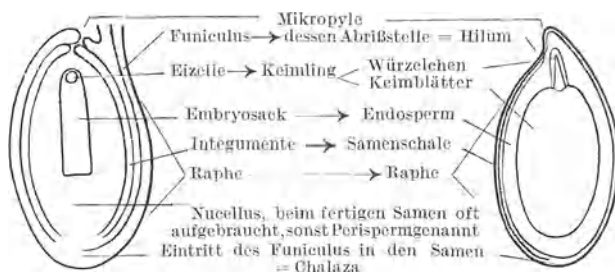 Mikropyle
Funiculus → dessen Abrißstelle = Hilum
Eizelle → Keimling
Würzelchen
Keimblätter
Embryosack → Endosperm
Integumente → Samenschale
Raphe → Raphe
Nucellus, beim fertigen Samen oft
aufgebraucht, sonst Perispermgenannt
Eintritt des Funiculus in den Samen
= Chalaza